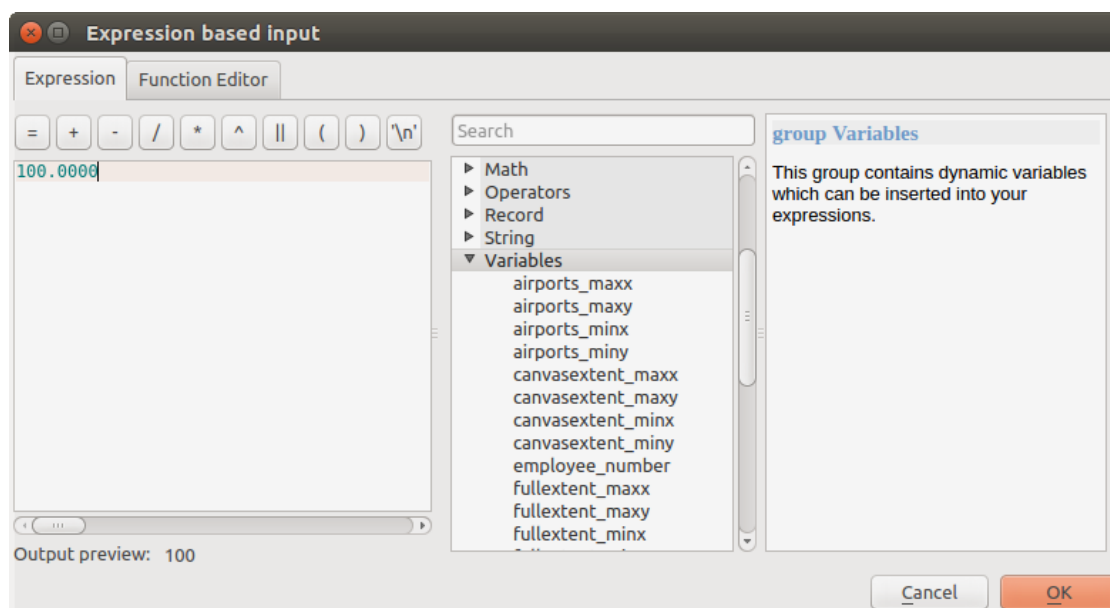 Expression based input
Expression
Function Editor
= + - / * ^ || ( ) '\n'
100.0000
Output preview: 100
Search
Math
Operators
Record
String
Variables
airports_maxx
airports_maxy
airports_minx
airports_miny
canvasextent_maxx
canvasextent_maxy
canvasextent_minx
canvasextent_miny
employee_number
fullextent_maxx
fullextent_maxy
fullextent_minx
group Variables
This group contains dynamic variables
which can be inserted into your
expressions.
Cancel
OK